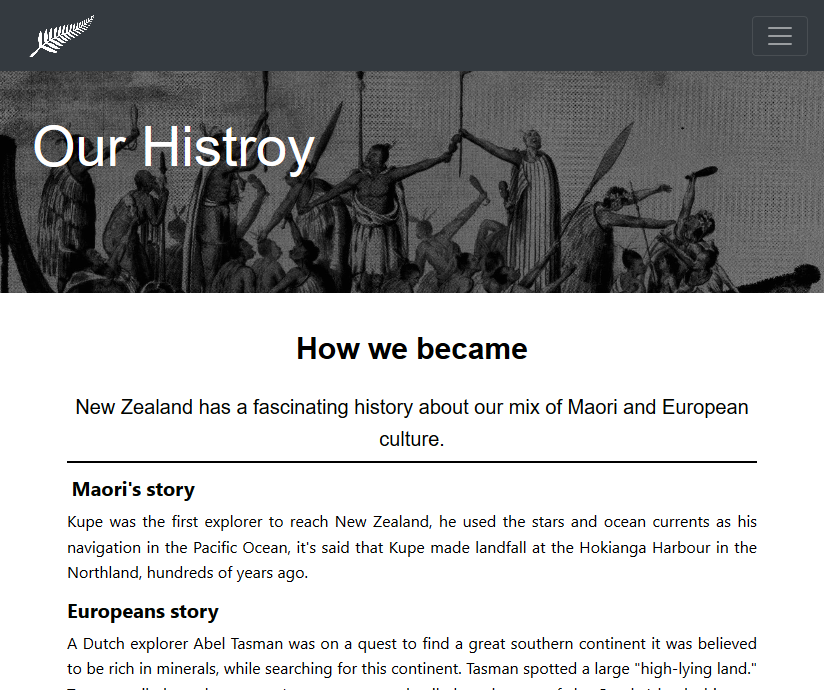 Our Histroy
How we became
New Zealand has a fascinating history about our mix of Maori and European
culture.
Maori's story
Kupe was the first explorer to reach New Zealand, he used the stars and ocean currents as his
navigation in the Pacific Ocean, it's said that Kupe made landfall at the Hokianga Harbour in the
Northland, hundreds of years ago.
Europeans story
A Dutch explorer Abel Tasman was on a quest to find a great southern continent it was believed
to be rich in minerals, while searching for this continent. Tasman spotted a large "high-lying land."